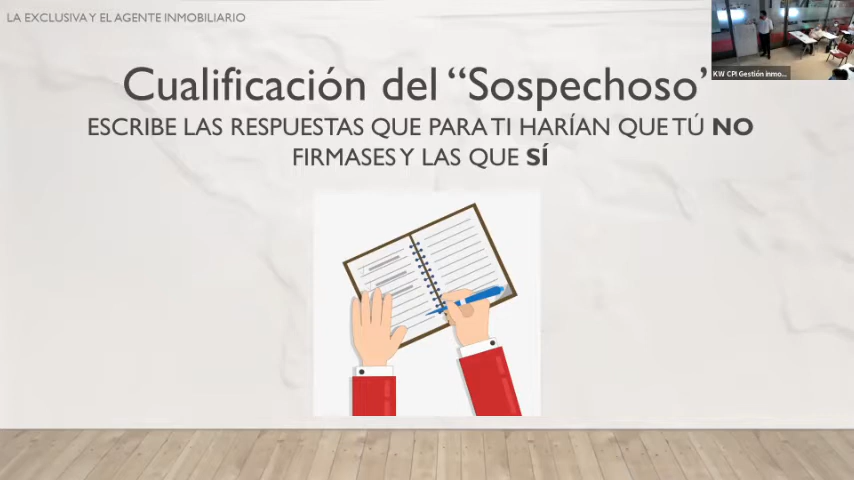 LA EXCLUSIVA Y EL AGENTE INMOBILIARIO
Cualificación del “Sospechoso”
ESCRIBE LAS RESPUESTAS QUE PARA TI HARÍAN QUE TÚ NO
FIRMASES Y LAS QUE SÍ
KW CPI Gestión inmo...